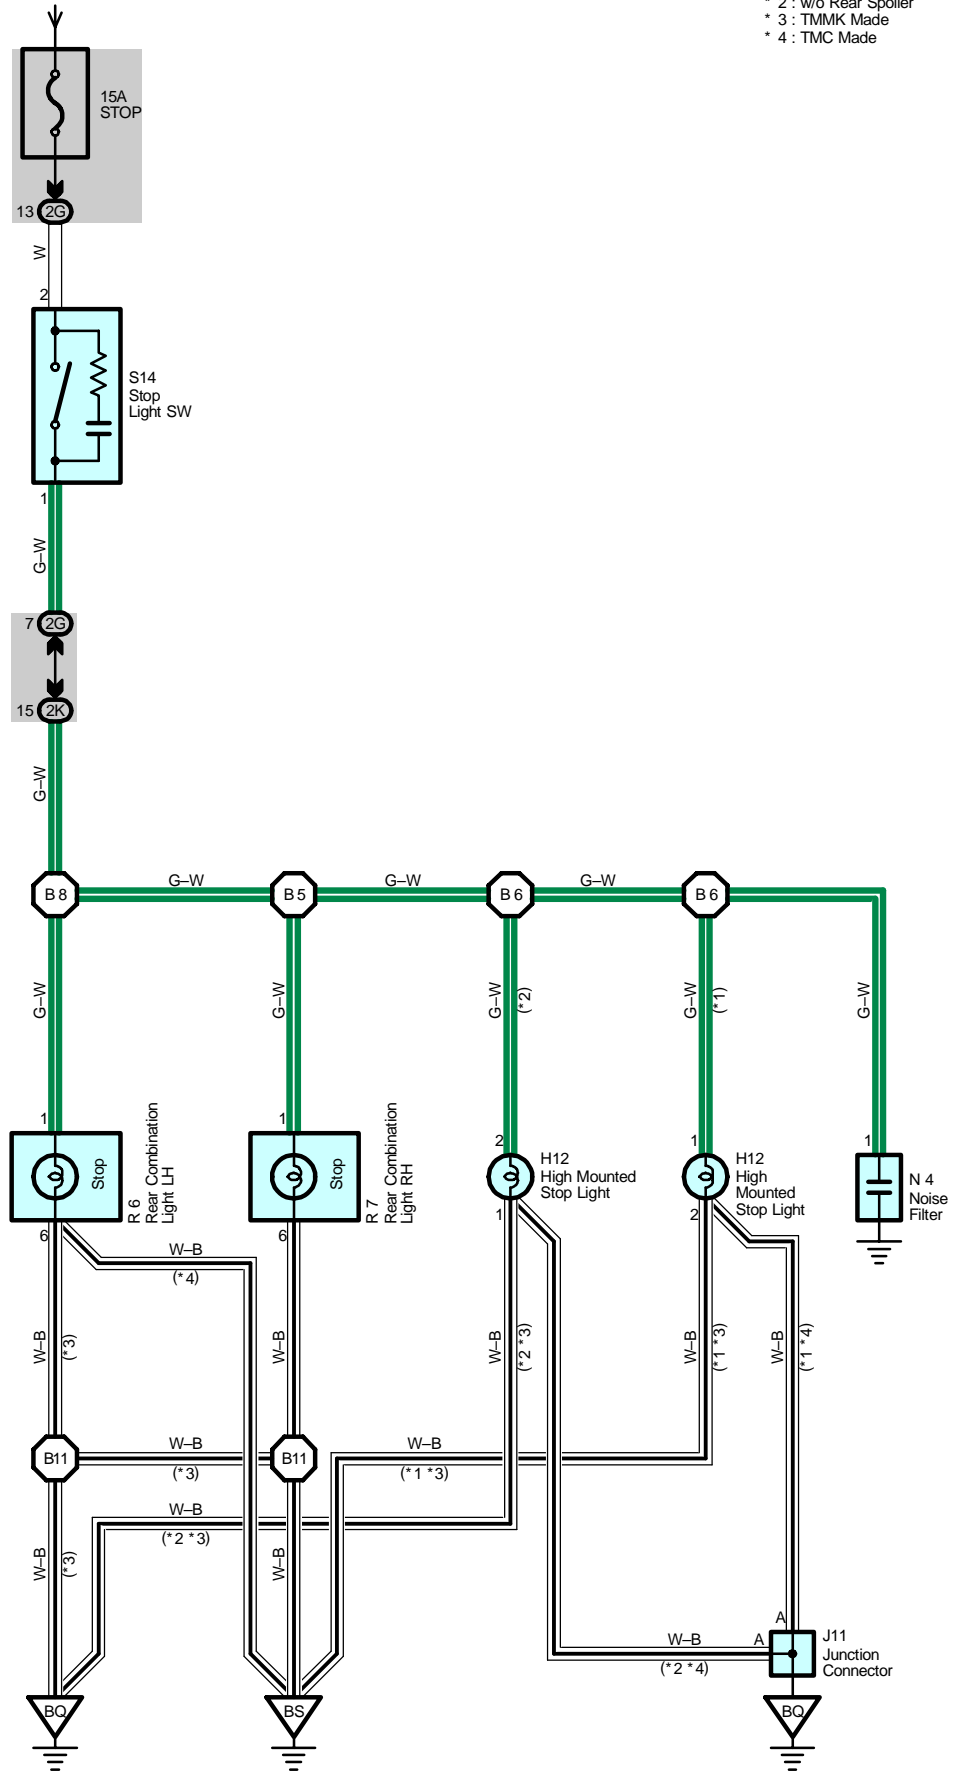 * 2 : w/o Rear Spoiler
* 3 : TMMK Made
* 4 : TMC Made
15A
STOP
13 2G
W
2
S14
Stop
Light SW
1
G–W
7 2G
15 2K
G–W
B 8
G–W
B 5
G–W
B 6
G–W
B 6
G–W
G–W
G–W
(*2)
G–W
(*1)
G–W
1
Stop
R 6
Rear Combination
Light LH
6
1
Stop
R 7
Rear Combination
Light RH
6
2
H12
High Mounted
Stop Light
1
1
H12
High
Mounted
Stop Light
2
1
N 4
Noise
Filter
W–B
(*4)
W–B
(*3)
W–B
W–B
(*2 *3)
W–B
(*1 *3)
W–B
(*1 *4)
B11
W–B
(*3)
B11
W–B
(*1 *3)
W–B
(*2 *3)
W–B
(*3)
W–B
W–B
(*2 *4)
A
A
J11
Junction
Connector
BQ
BS
BQ